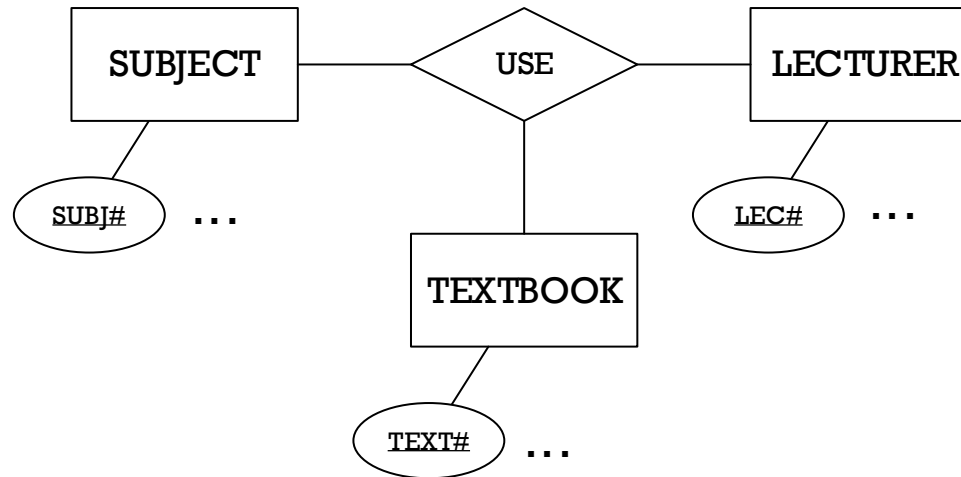 SUBJECT
USE
LECTURER
SUBJ#
...
LEC#
...
TEXTBOOK
TEXT#
...